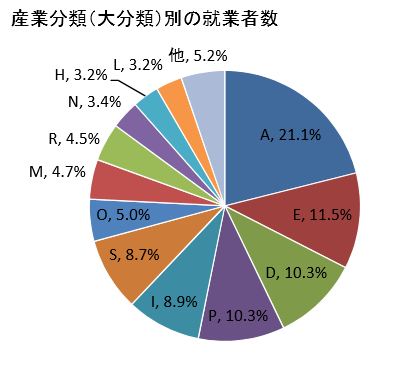 産業分類（大分類）別の就業者数
A, 21.1%
E, 11.5%
D, 10.3%
P, 10.3%
I, 8.9%
S, 8.7%
O, 5.0%
M, 4.7%
R, 4.5%
N, 3.4%
H, 3.2%
L, 3.2%
他, 5.2%